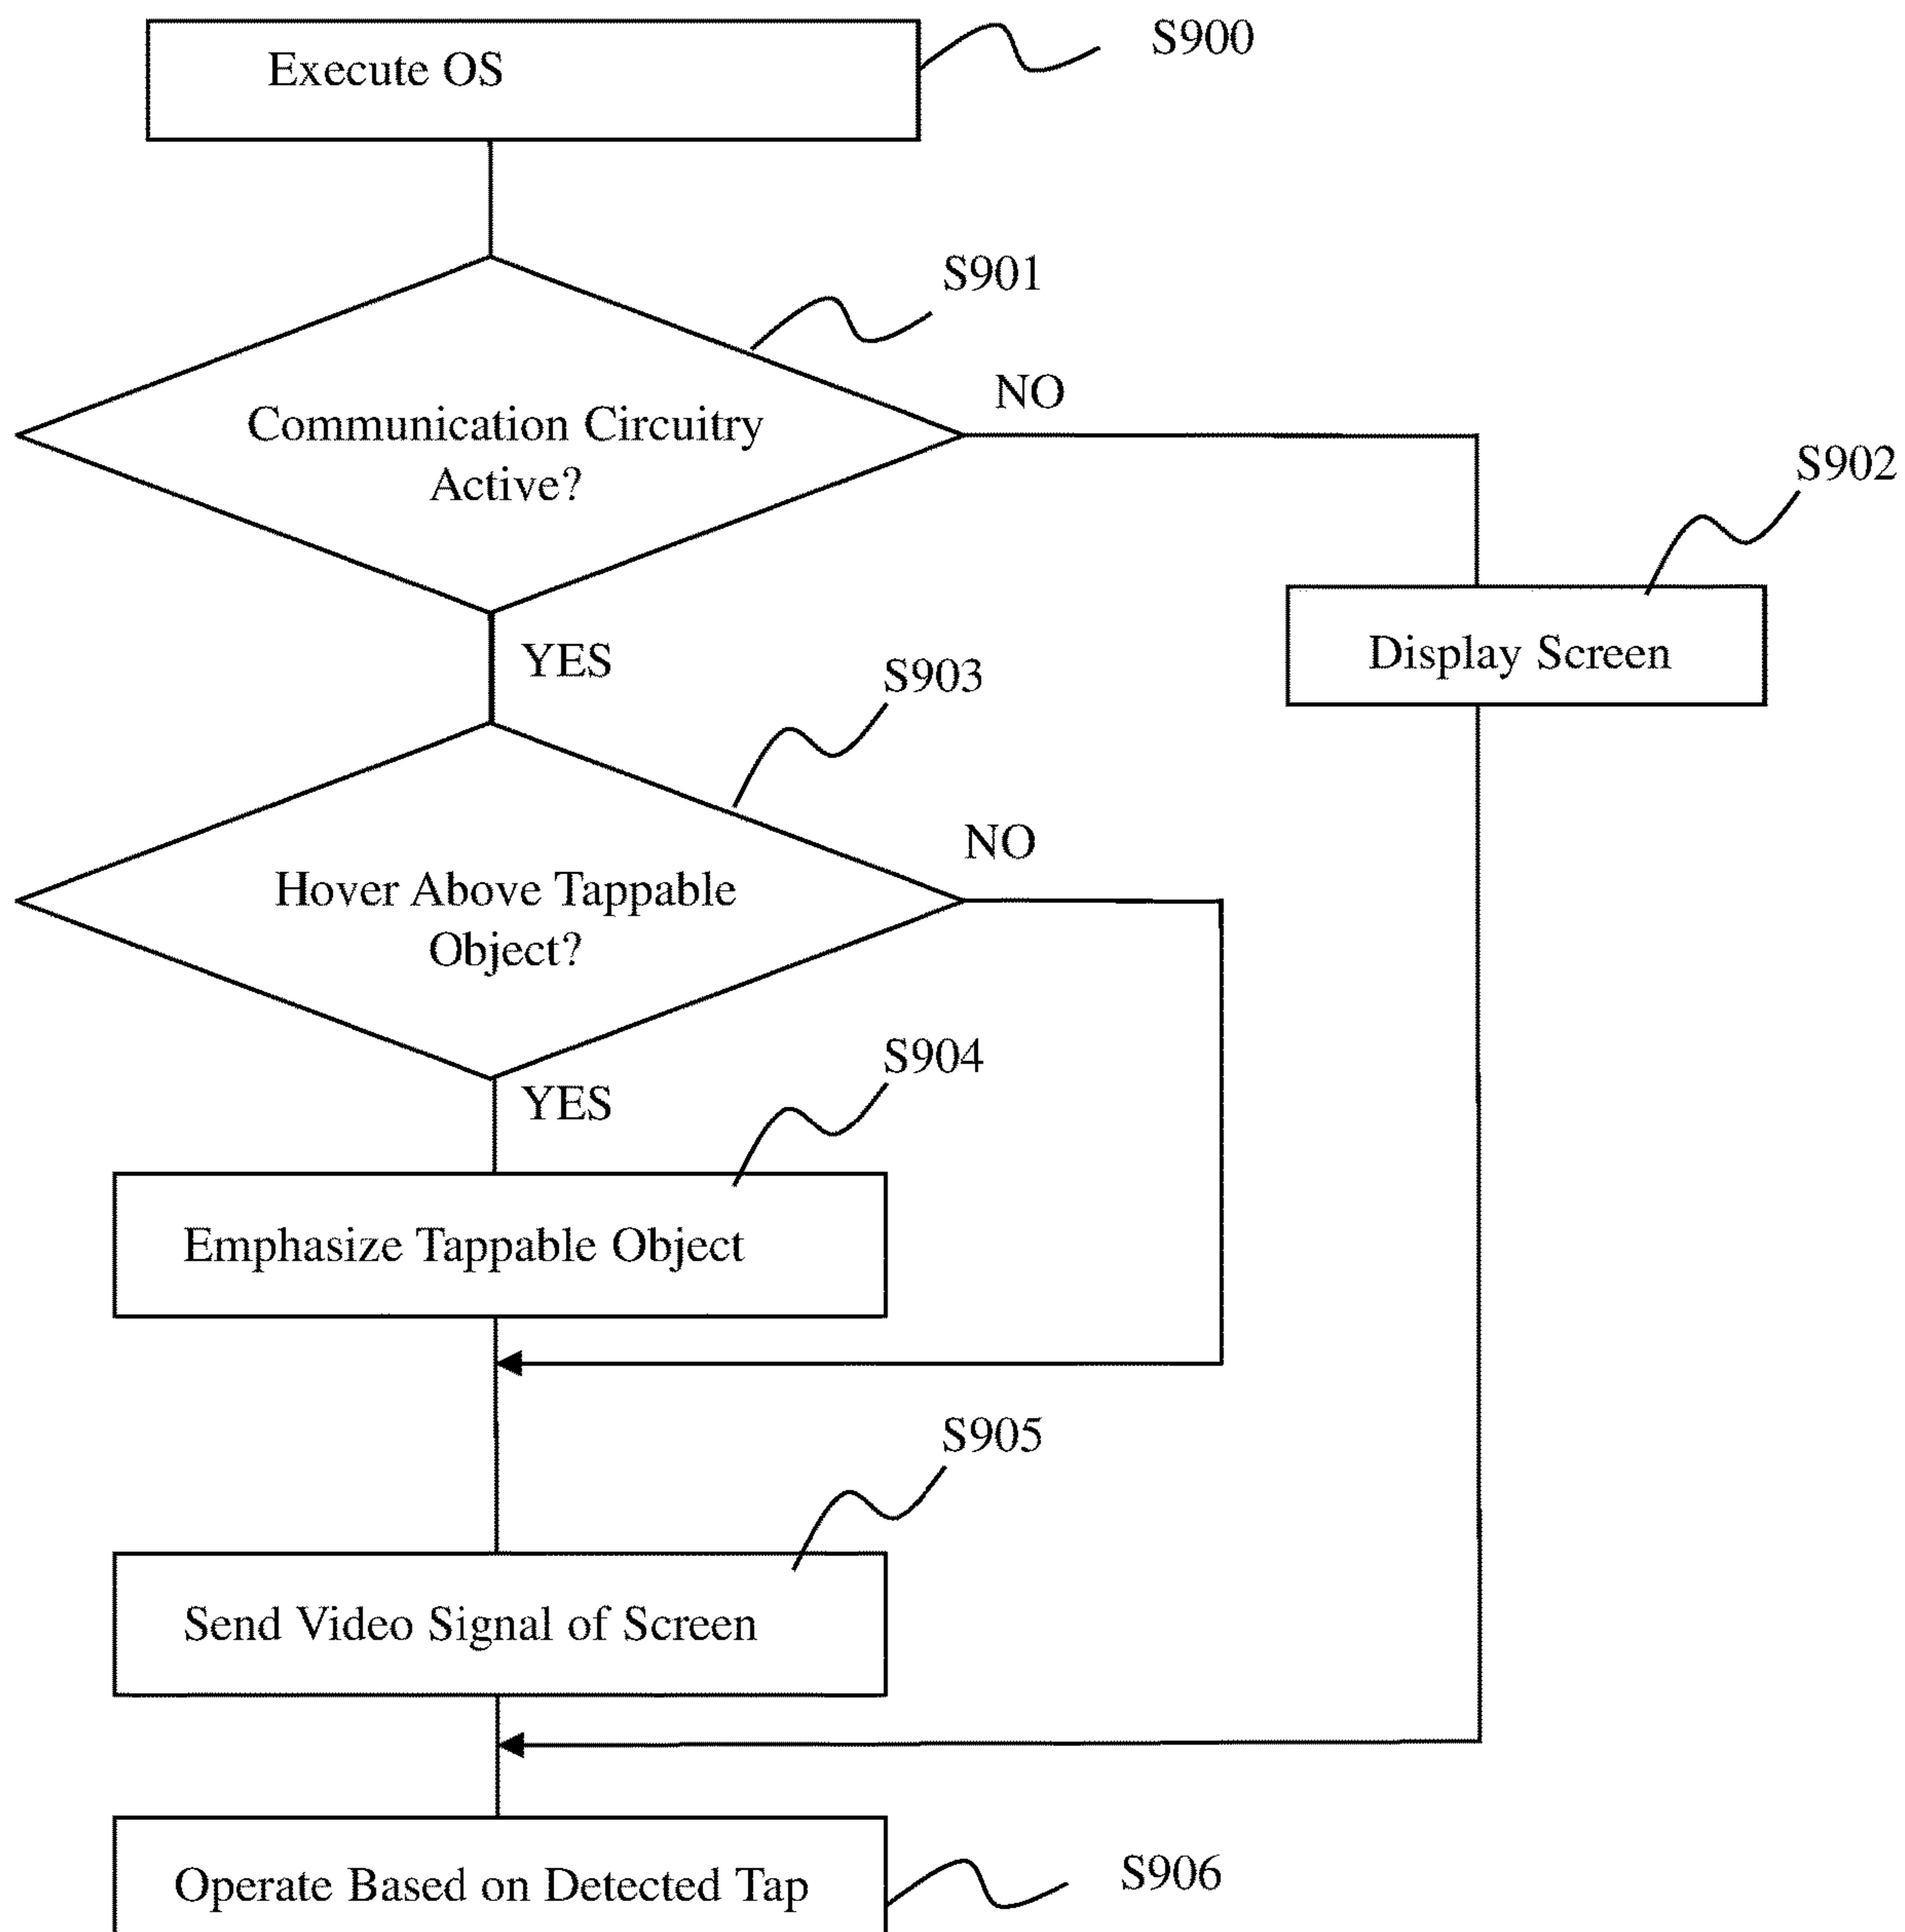 Execute OS
S900
S901
Communication Circuitry
Active?
NO
S902
Display Screen
YES
S903
Hover Above Tappable
Object?
NO
YES
S904
Emphasize Tappable Object
S905
Send Video Signal of Screen
Operate Based on Detected Tap
S906